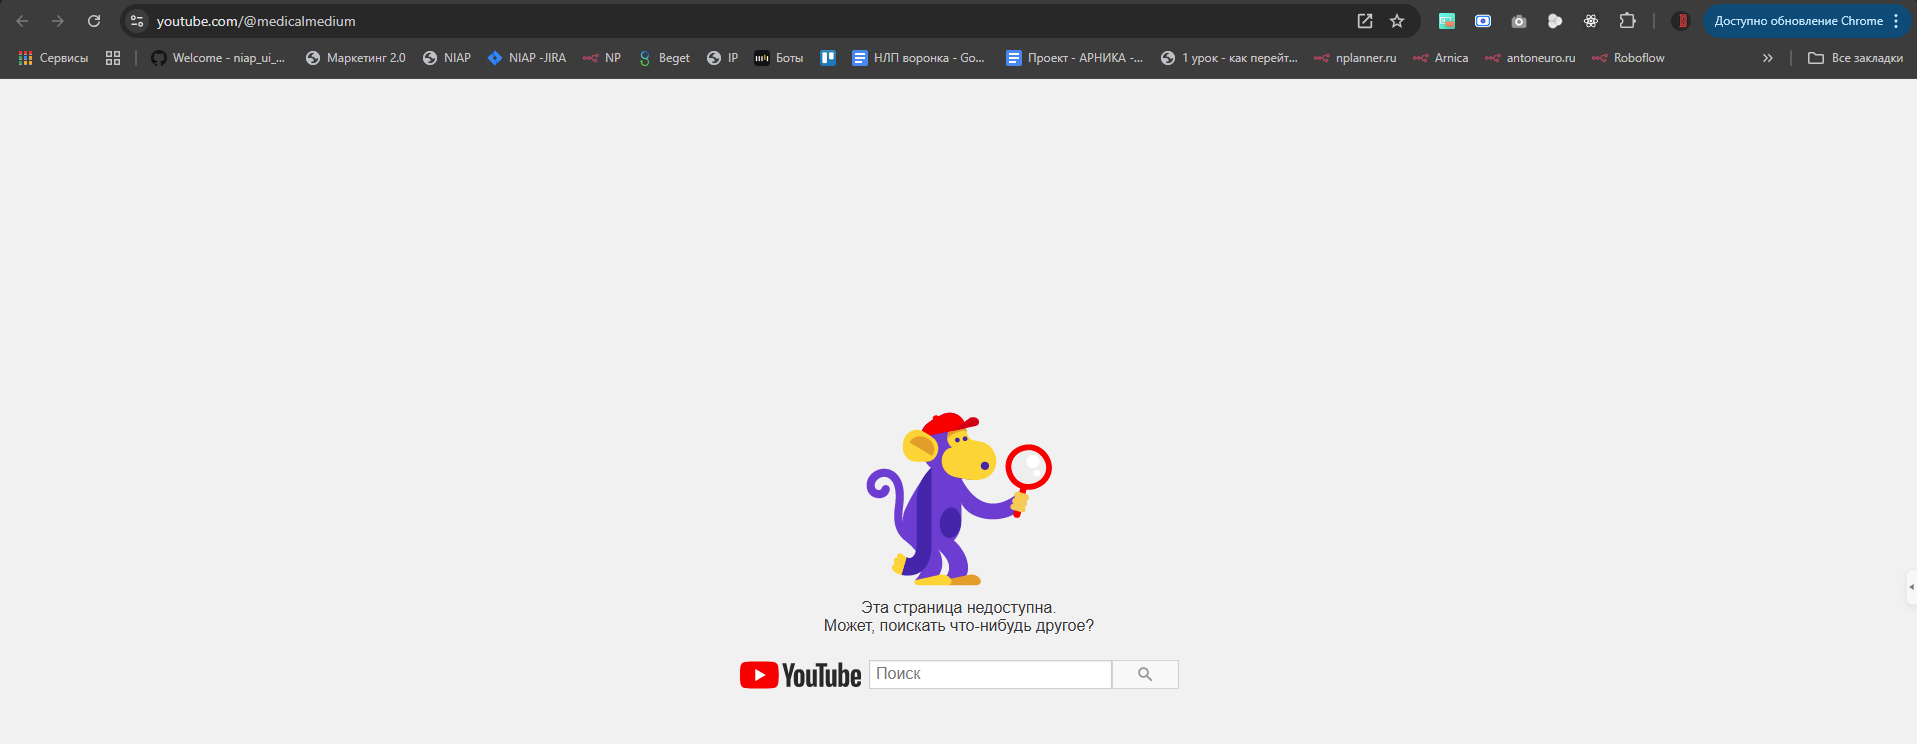 youtube.com/@medicalmedium
Доступно обновление Chrome
Сервисы
Welcome - niap_ui_...
Маркетинг 2.0
NIAP
NIAP -JIRA
NP
Beget
IP
Боты
НЛП воронка - Go...
Проект - АРНИКА -...
1 урок - как перейт...
nplanner.ru
Arnica
antoneuro.ru
Roboflow
Все закладки
Эта страница недоступна.
Может, поискать что-нибудь другое?
YouTube
Поиск